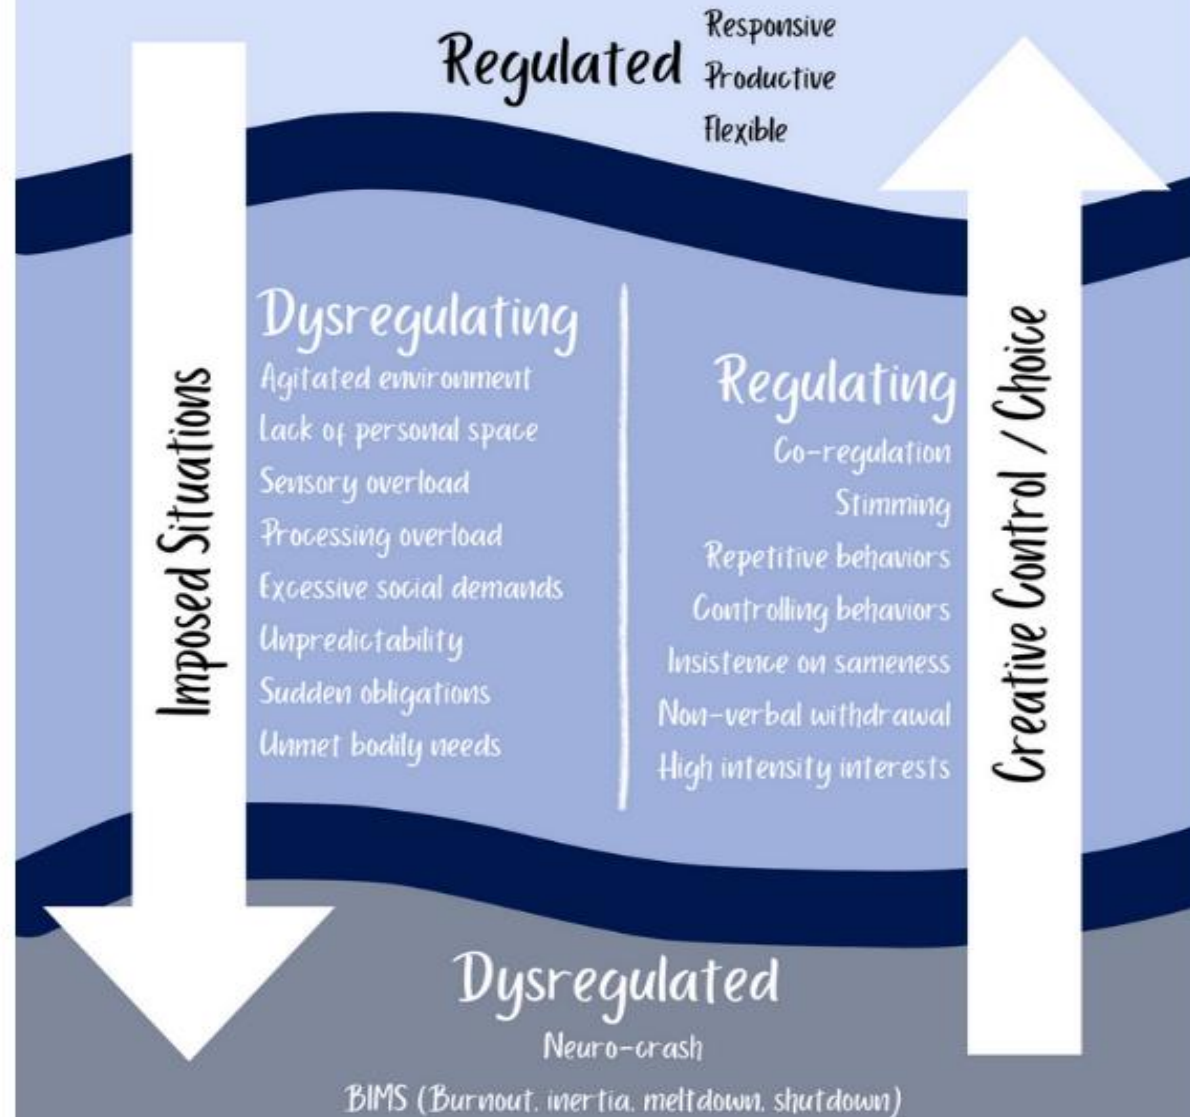 Regulated
Responsive
Productive
Flexible
Imposed Situations
Dysregulating
Agitated environment
Lack of personal space
Sensory overload
Processing overload
Excessive social demands
Unpredictability
Sudden obligations
Unmet bodily needs
Regulating
Co-regulation
Stimming
Repetitive behaviors
Controlling behaviors
Insistence on sameness
Non-verbal withdrawal
High intensity interests
Creative Control / Choice
Dysregulated
Neuro-crash
BIMS (Burnout, inertia, meltdown, shutdown)